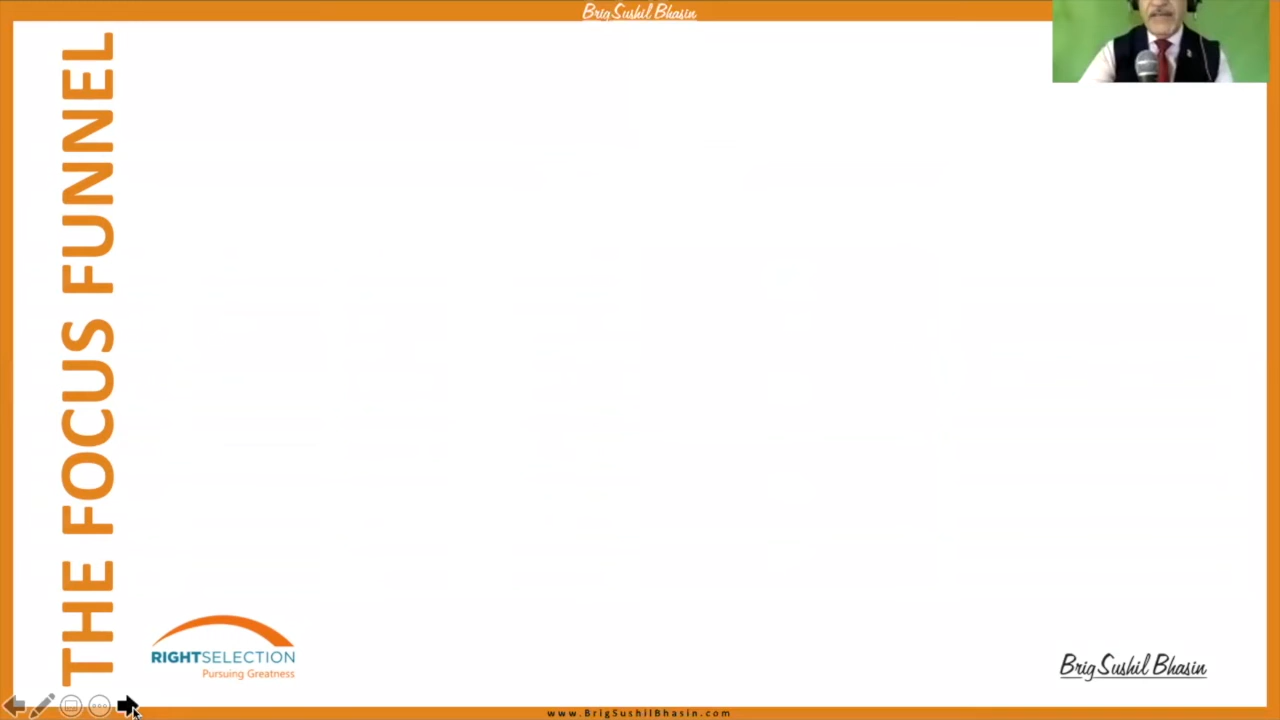 Brig Sushil Bhasin
THE FOCUS FUNNEL
RIGHTSELECTION
Pursuing Greatness
Brig Sushil Bhasin
www.BrigSushilBhasin.com